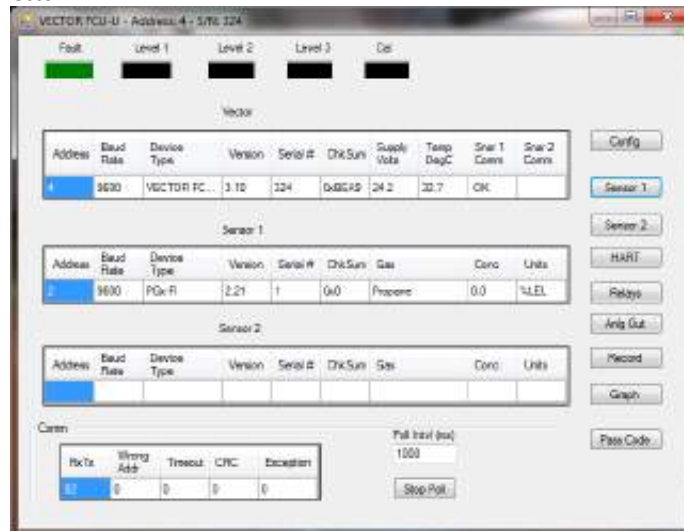 VECTOR FCU-U - Address: 4 - S/N: 324
Fault Level 1 Level 2 Level 3 Cal
Vector
Address Baud Rate Device Type Version Serial # ChkSum Supply Volts Temp DegC Snsr 1 Comm Snsr 2 Comm
4 9600 VECTOR FC... 3.10 324 24.2 32.7 OK
Config
Sensor 1
Sensor 2
HART
Relays
Anlg Out
Record
Graph
Pass Code
Sensor 1
Address Baud Rate Device Type Version Serial # ChkSum Gas Conc Units
2 9600 PGx-FI 2.21 1 0x0 Propane 0.0 %LEL
Sensor 2
Address Baud Rate Device Type Version Serial # ChkSum Gas Conc Units
Comm
Rx/Tx Wrong Addr Timeout CRC Exception
0 0 0 0
Poll Intvl (ms)
1000
Stop Poll